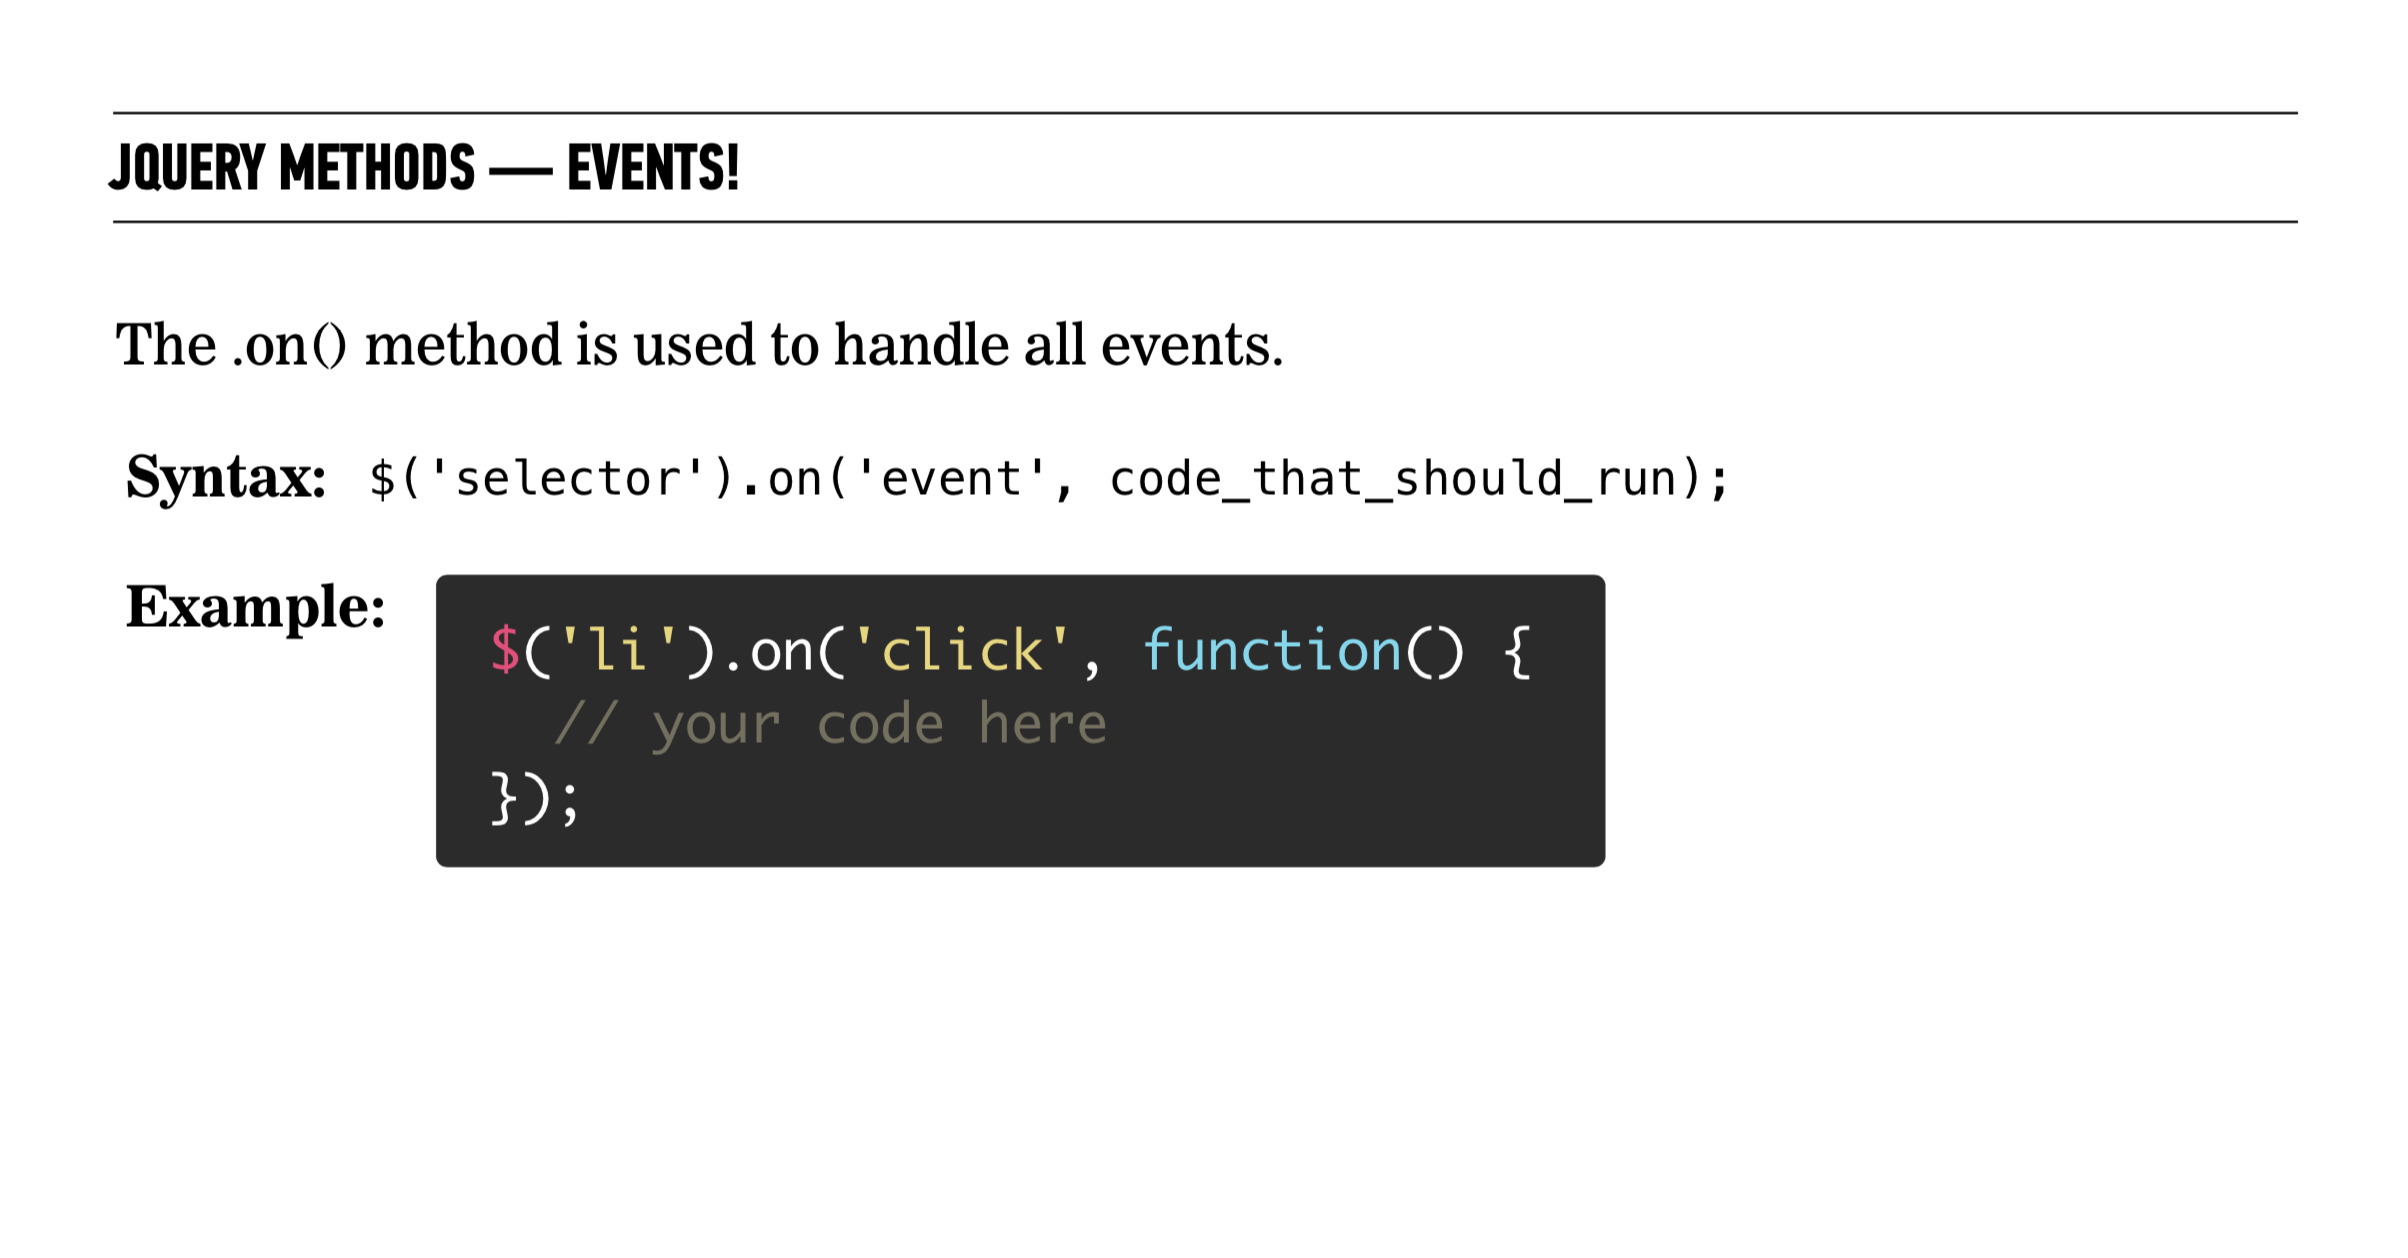 JQUERY METHODS — EVENTS!
The .on() method is used to handle all events.
Syntax: $('selector').on('event', code_that_should_run);
Example:
$('li').on('click', function() {
  // your code here
});